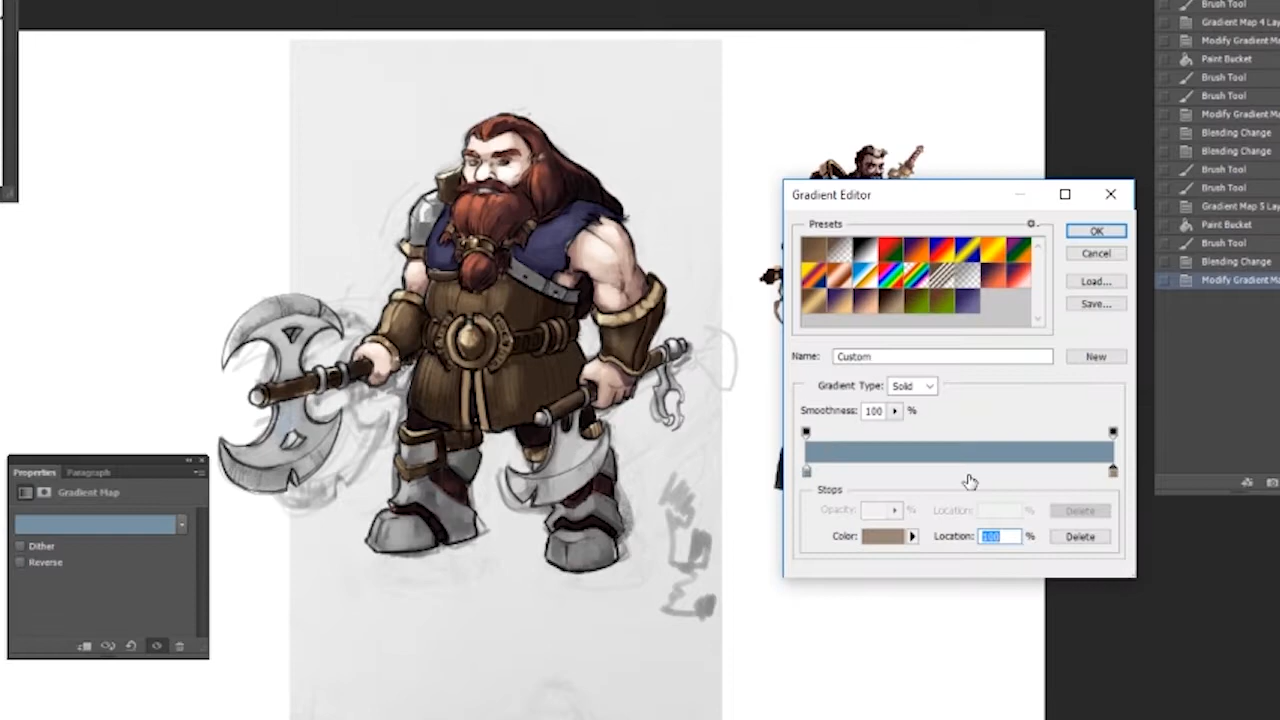 Brush Tool
Gradient Map 4 Lay
Modify Gradient Ma
Paint Bucket
Brush Tool
Brush Tool
Modify Gradient Ma
Blending Change
Blending Change
Brush Tool
Brush Tool
Gradient Map 5 Lay
Paint Bucket
Brush Tool
Blending Change
Modify Gradient Ma
Gradient Editor
Presets
OK
Cancel
Load...
Save...
Name: Custom
New
Gradient Type: Solid
Smoothness: 100 %
Stops
Opacity: % Location: % Delete
Color: Location: 100 % Delete
Properties Paragraph
Gradient Map
Dither
Reverse